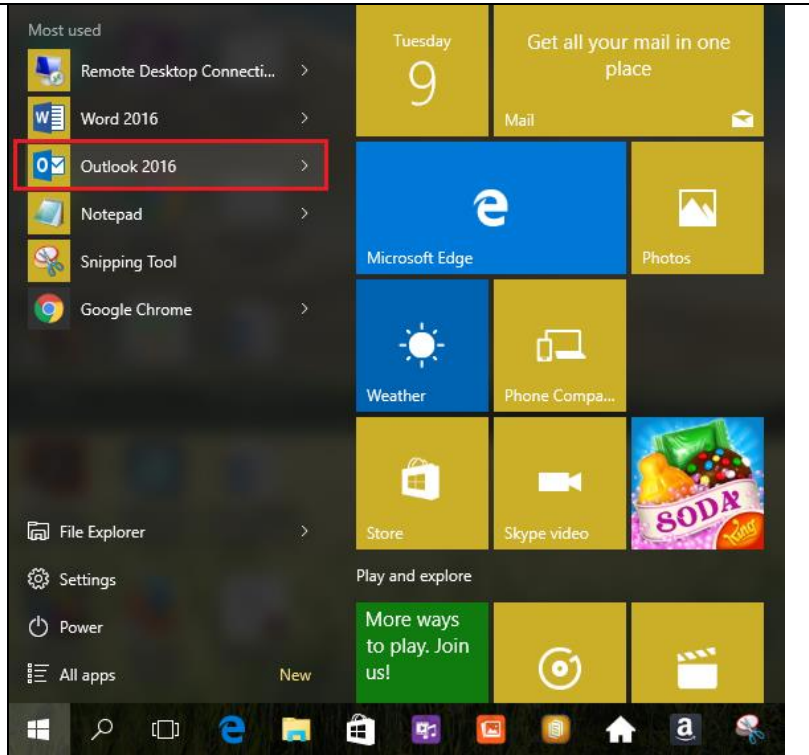 Most used
Remote Desktop Connecti...
Word 2016
Outlook 2016
Notepad
Snipping Tool
Google Chrome
File Explorer
Settings
Power
All apps
New
Tuesday
9
Get all your mail in one
place
Mail
Microsoft Edge
Photos
Weather
Phone Compa...
Store
Skype video
SODA
King
Play and explore
More ways
to play. Join
us!